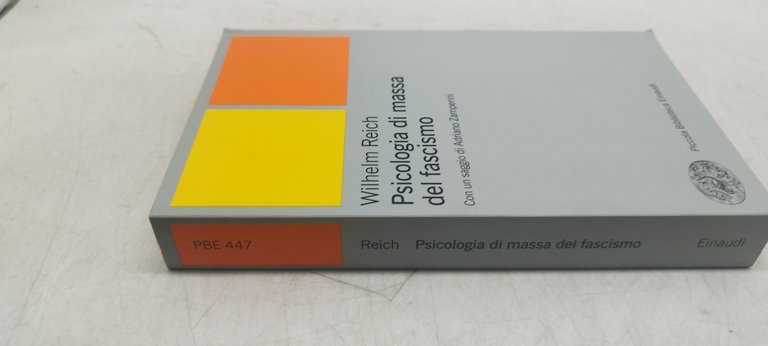 Wilhelm Reich
Psicologia di massa
del fascismo
Con un saggio di Adriano Zamperini
Piccola Biblioteca Einaudi
PBE 447
Reich Psicologia di massa del fascismo
Einaudi